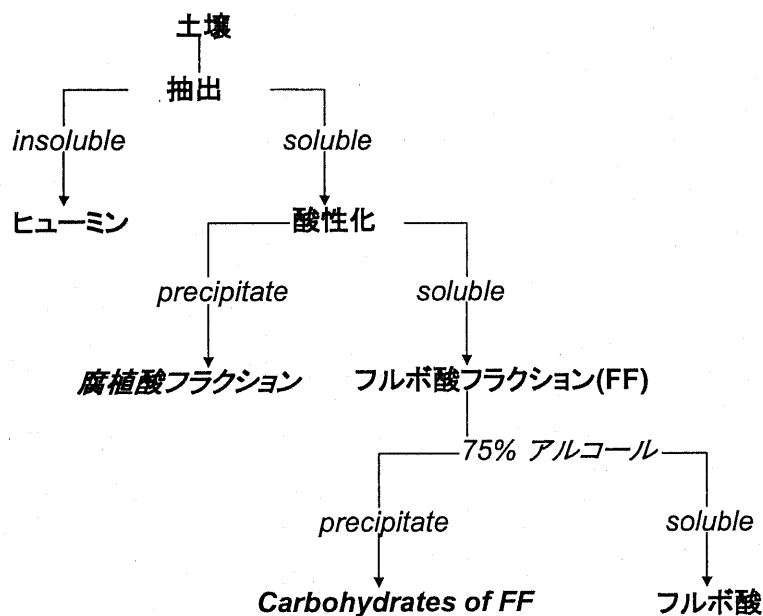 土壌
抽出
insoluble soluble
ヒューミン 酸性化
precipitate soluble
腐植酸フラクション フルボ酸フラクション(FF)
75% アルコール
precipitate soluble
Carbohydrates of FF フルボ酸